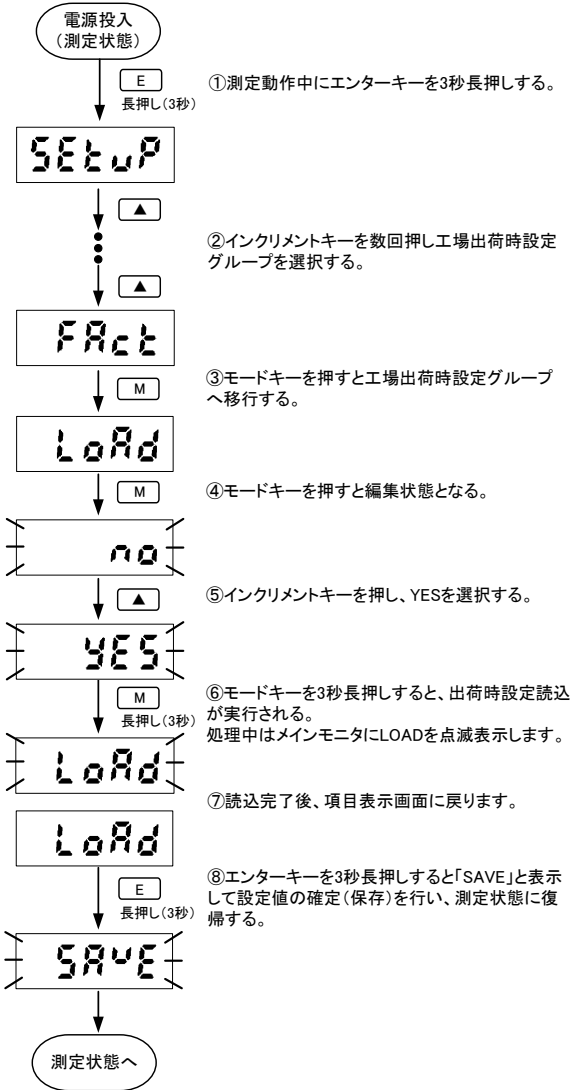 電源投入
（測定状態）
E
長押し（3秒）
①測定動作中にエンターキーを3秒長押しする。
SEtuP
▲
②インクリメントキーを数回押し工場出荷時設定
グループを選択する。
▲
FAct
M
③モードキーを押すと工場出荷時設定グループ
へ移行する。
LoAd
M
④モードキーを押すと編集状態となる。
no
▲
⑤インクリメントキーを押し、YESを選択する。
YES
M
長押し（3秒）
⑥モードキーを3秒長押しすると、出荷時設定読込
が実行される。
処理中はメインモニタにLOADを点滅表示します。
LoAd
⑦読込完了後、項目表示画面に戻ります。
LoAd
E
長押し（3秒）
⑧エンターキーを3秒長押しすると「SAVE」と表示
して設定値の確定（保存）を行い、測定状態に復
帰する。
SAvE
測定状態へ